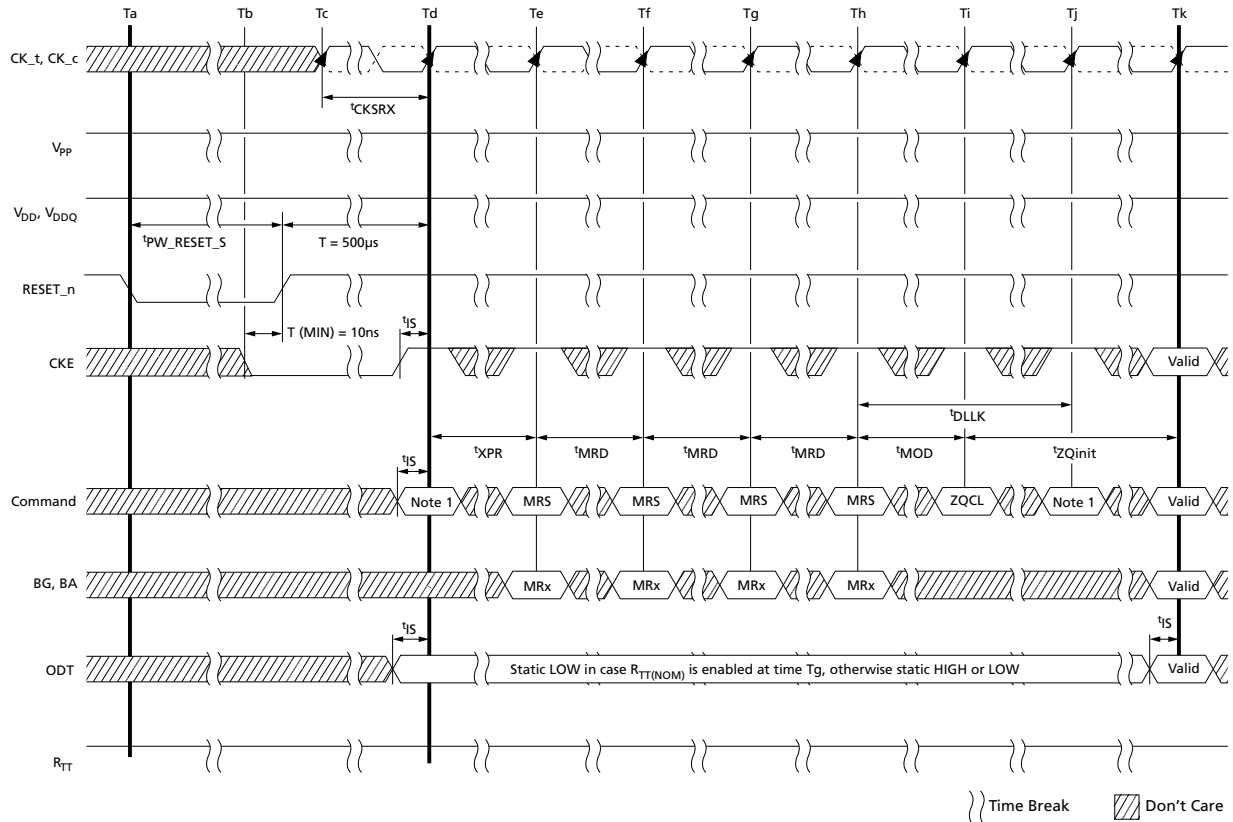 Ta Tb Tc Td Te Tf Tg Th Ti Tj Tk
CK_t, CK_c
tCKSRX
VPP
VDD, VDDQ
tPW_RESET_S T = 500μs
RESET_n
T (MIN) = 10ns tIS
CKE Valid
tDLLK
tXPR tMRD tMRD tMRD tMOD tZQinit
tIS
Command Note 1 MRS MRS MRS MRS ZQCL Note 1 Valid
BG, BA MRx MRx MRx MRx Valid
tIS tIS
ODT Static LOW in case RTT(NOM) is enabled at time Tg, otherwise static HIGH or LOW Valid
RTT
Time Break Don't Care